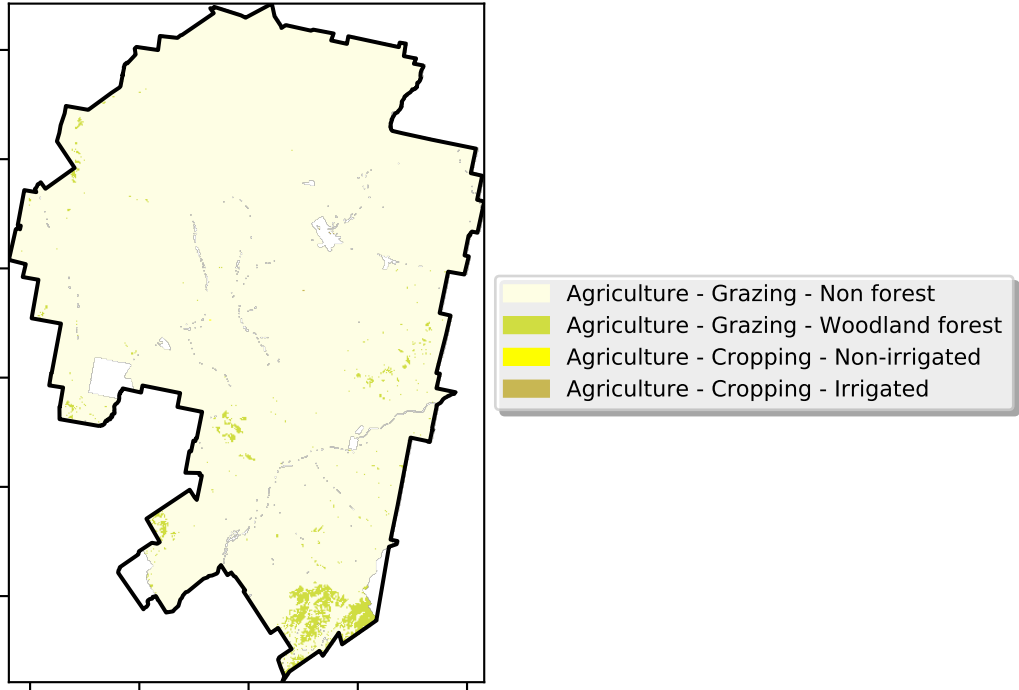 Agriculture - Grazing - Non forest
Agriculture - Grazing - Woodland forest
Agriculture - Cropping - Non-irrigated
Agriculture - Cropping - Irrigated